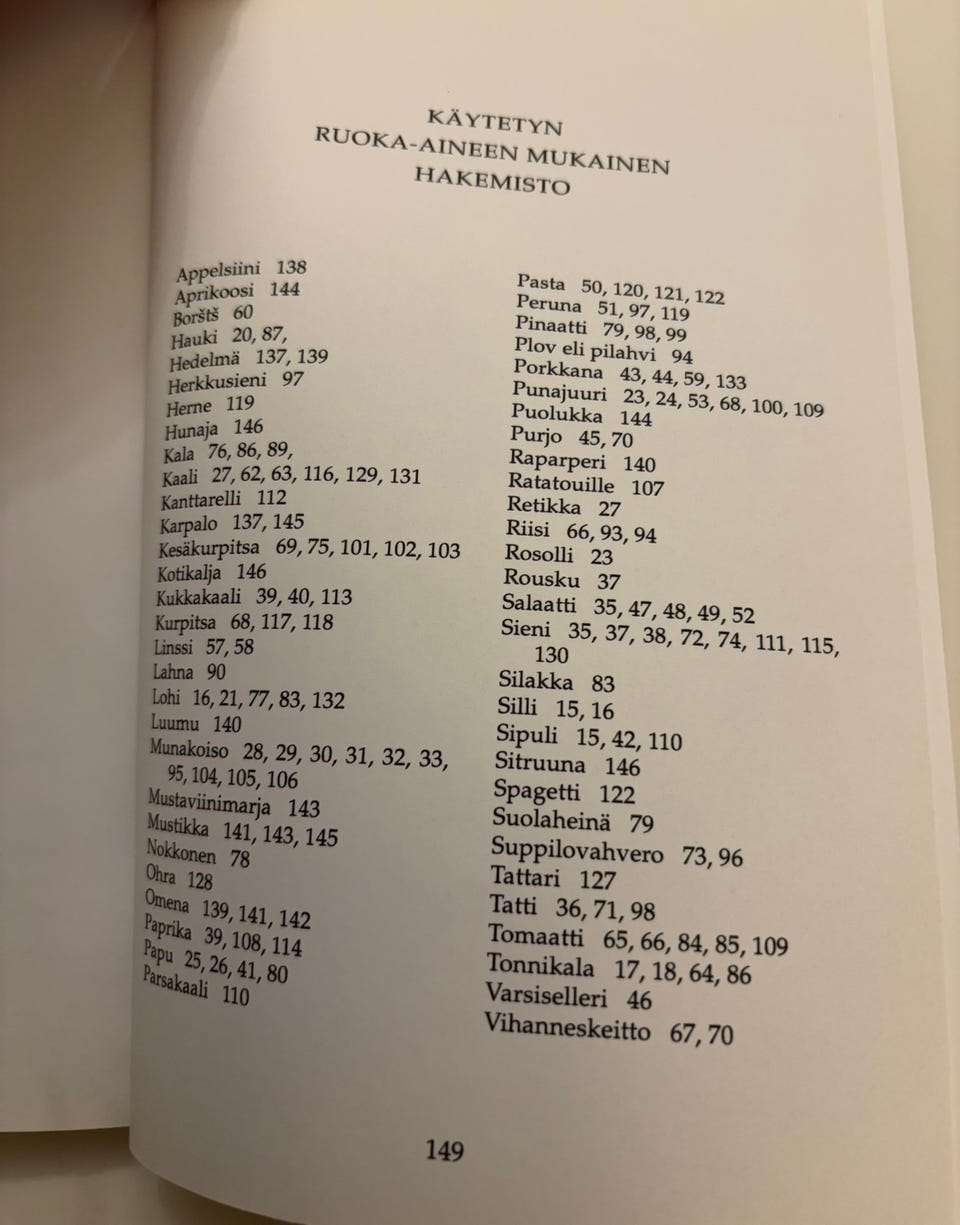 KÄYTETYN
RUOKA-AINEEN MUKAINEN
HAKEMISTO
Appelsiini 138
Aprikoosi 144
Borštš 60
Hauki 20, 87,
Hedelmä 137, 139
Herkkusieni 97
Herne 119
Hunaja 146
Kala 76, 86, 89,
Kaali 27, 62, 63, 116, 129, 131
Kanttarelli 112
Karpalo 137, 145
Kesäkurpitsa 69, 75, 101, 102, 103
Kotikalja 146
Kukkakaali 39, 40, 113
Kurpitsa 68, 117, 118
Linssi 57, 58
Lahna 90
Lohi 16, 21, 77, 83, 132
Luumu 140
Munakoiso 28, 29, 30, 31, 32, 33,
95, 104, 105, 106
Mustaviinimarja 143
Mustikka 141, 143, 145
Nokkonen 78
Ohra 128
Omena 139, 141, 142
Paprika 39, 108, 114
Papu 25, 26, 41, 80
Parsakaali 110
Pasta 50, 120, 121, 122
Peruna 51, 97, 119
Pinaatti 79, 98, 99
Plov eli pilahvi 94
Porkkana 43, 44, 59, 133
Punajuuri 23, 24, 53, 68, 100, 109
Puolukka 144
Purjo 45, 70
Raparperi 140
Ratatouille 107
Retikka 27
Riisi 66, 93, 94
Rosolli 23
Rousku 37
Salaatti 35, 47, 48, 49, 52
Sieni 35, 37, 38, 72, 74, 111, 115,
130
Silakka 83
Silli 15, 16
Sipuli 15, 42, 110
Sitruuna 146
Spagetti 122
Suolaheinä 79
Suppilovahvero 73, 96
Tattari 127
Tatti 36, 71, 98
Tomaatti 65, 66, 84, 85, 109
Tonnikala 17, 18, 64, 86
Varsiselleri 46
Vihanneskeitto 67, 70
149